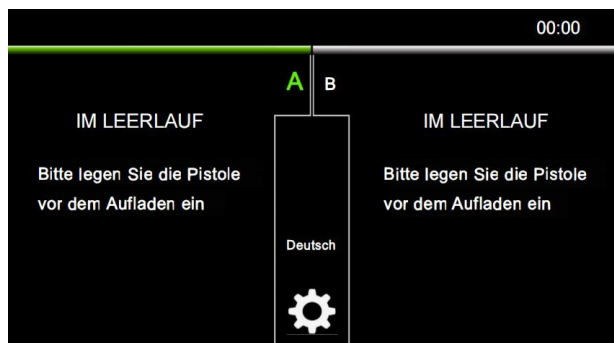 00:00
A
B
IM LEERLAUF
Bitte legen Sie die Pistole
vor dem Aufladen ein
IM LEERLAUF
Bitte legen Sie die Pistole
vor dem Aufladen ein
Deutsch